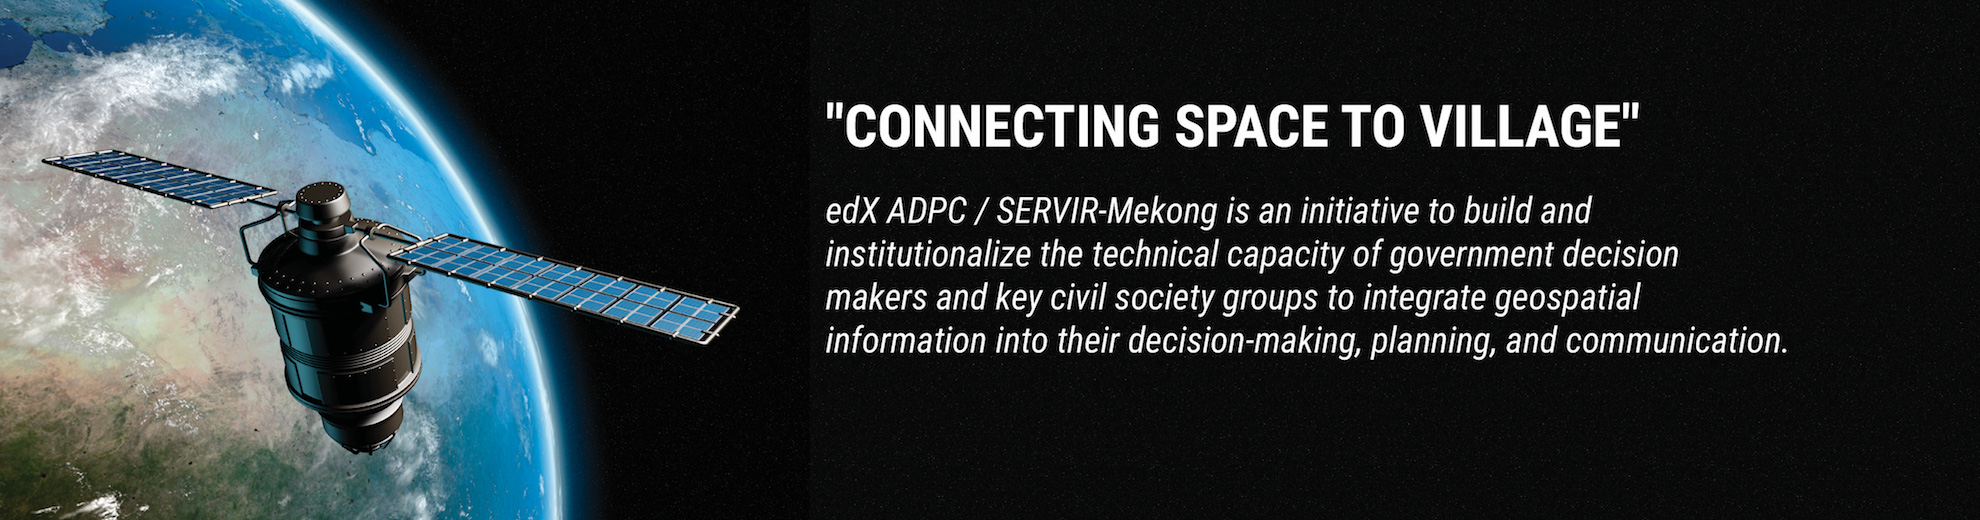 "CONNECTING SPACE TO VILLAGE"
edX ADPC / SERVIR-Mekong is an initiative to build and
institutionalize the technical capacity of government decision
makers and key civil society groups to integrate geospatial
information into their decision-making, planning, and communication.